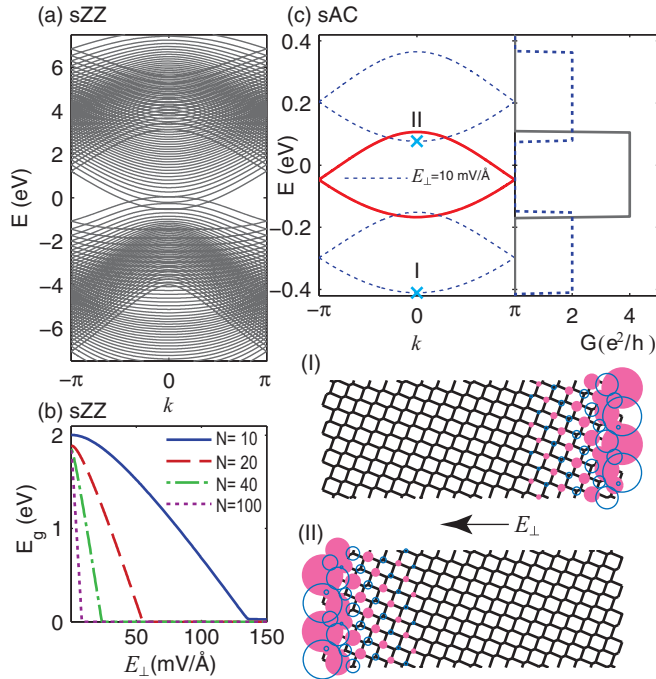 (a) sZZ
E (eV)
6
4
2
0
−2
−4
−6
−π
0
π
k
(b) sZZ
E_g (eV)
2
1
0
N= 10
N= 20
N= 40
N=100
50
100
150
E⊥(mV/Å)
(c) sAC
E (eV)
0.4
0.2
0
−0.2
−0.4
II
E⊥=10 mV/Å
I
−π
0
π
k
0
2
4
G(e²/h)
(I)
E⊥
(II)